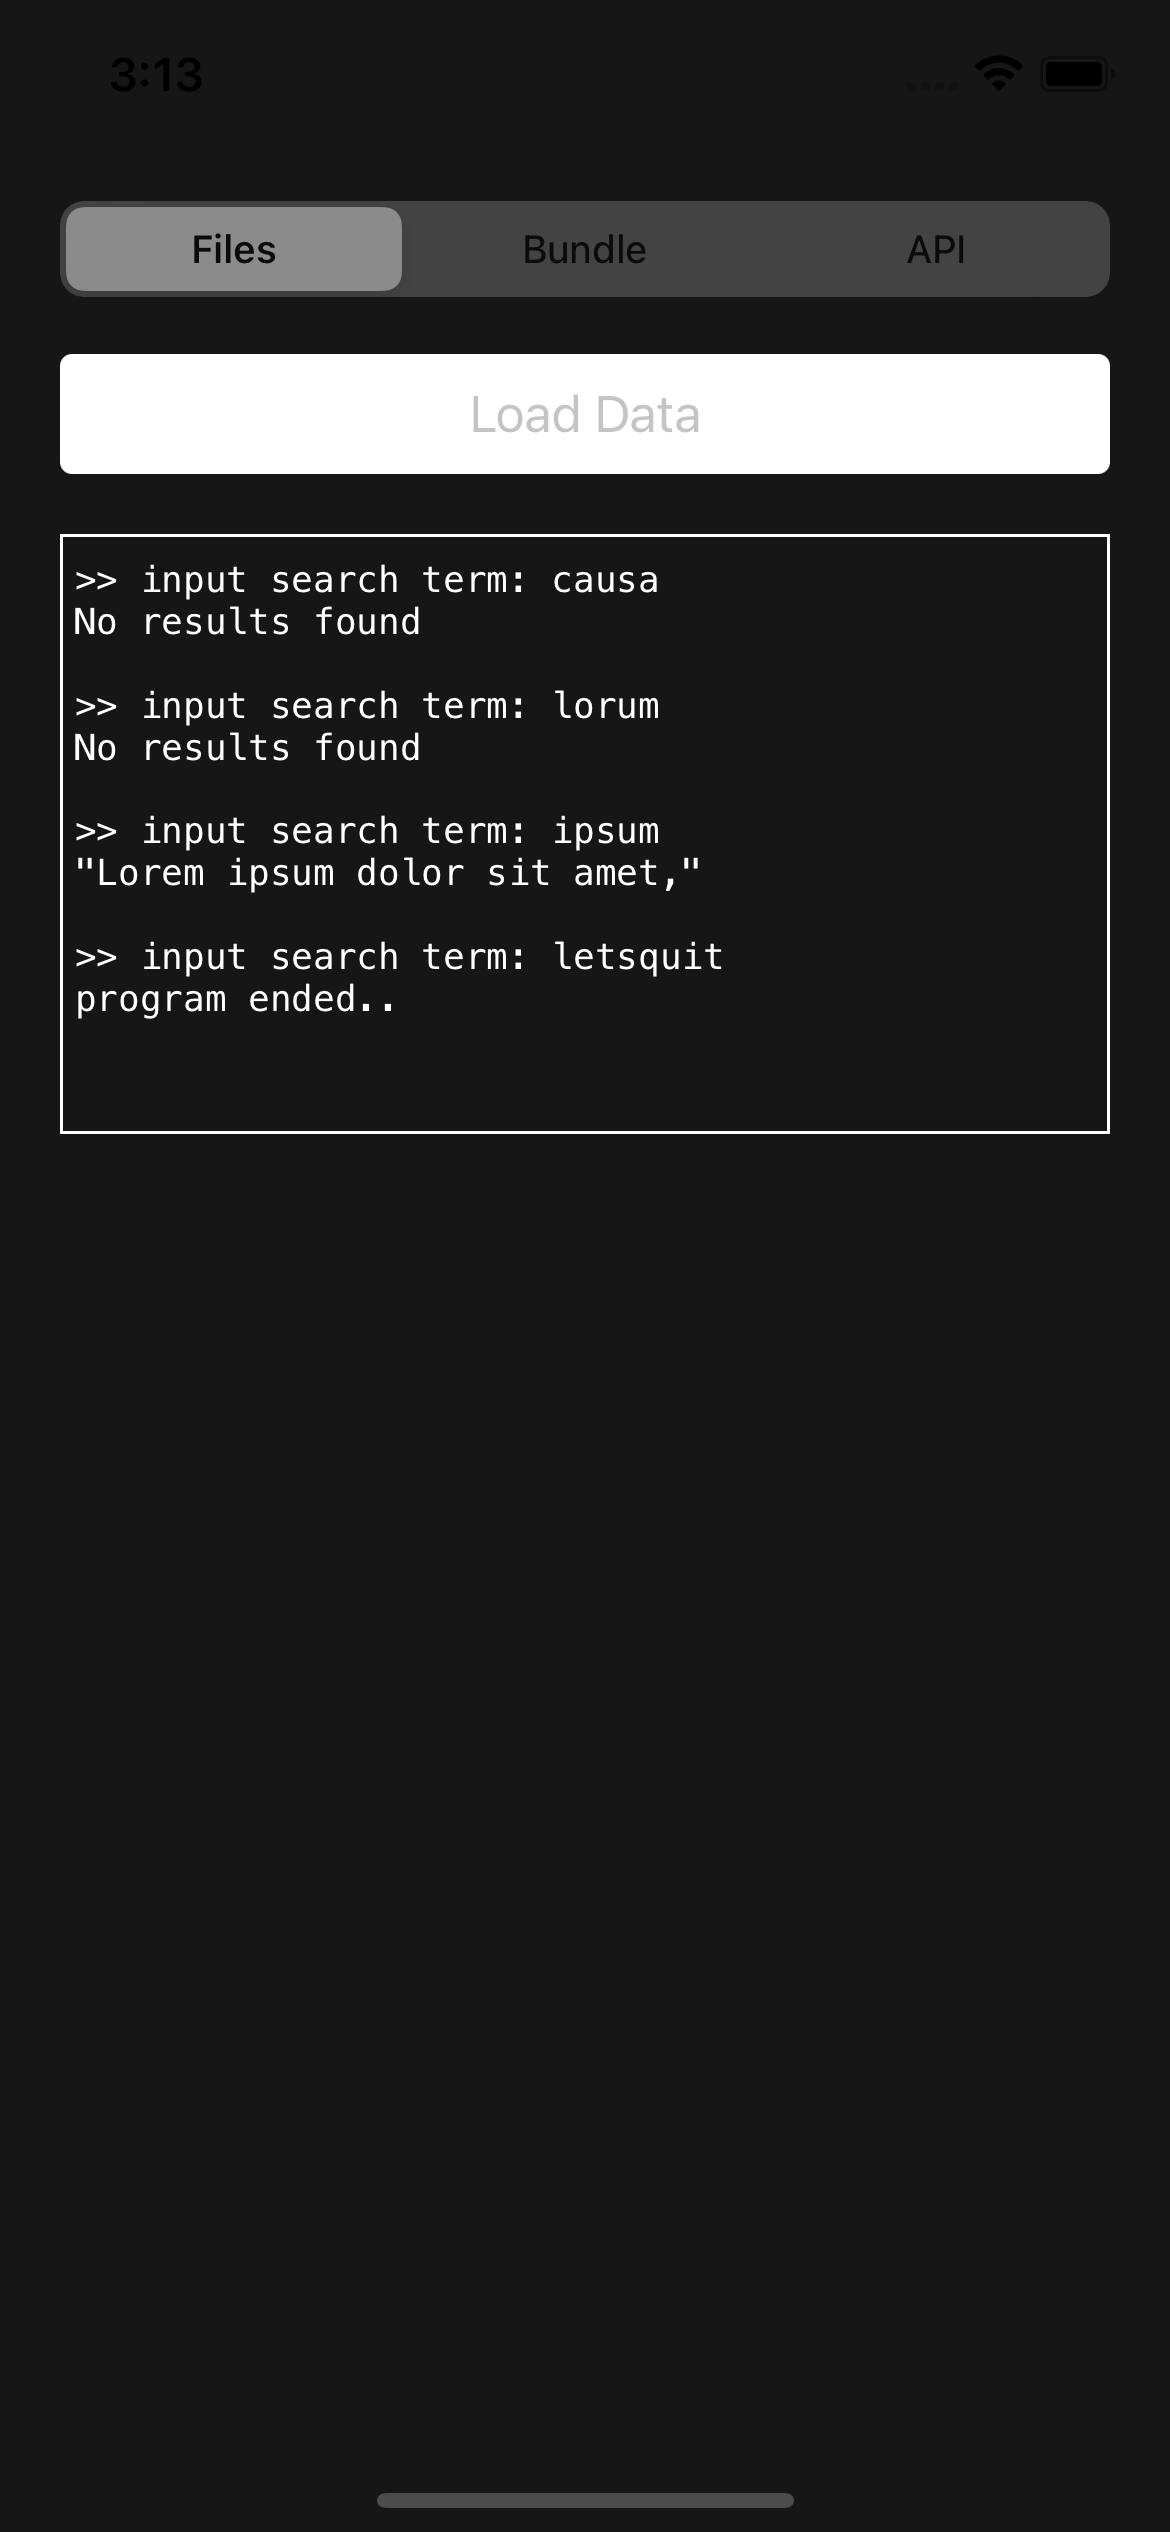 3:13
Files Bundle API
Load Data
>> input search term: causa
No results found
>> input search term: lorum
No results found
>> input search term: ipsum
"Lorem ipsum dolor sit amet,"
>> input search term: letsquit
program ended..